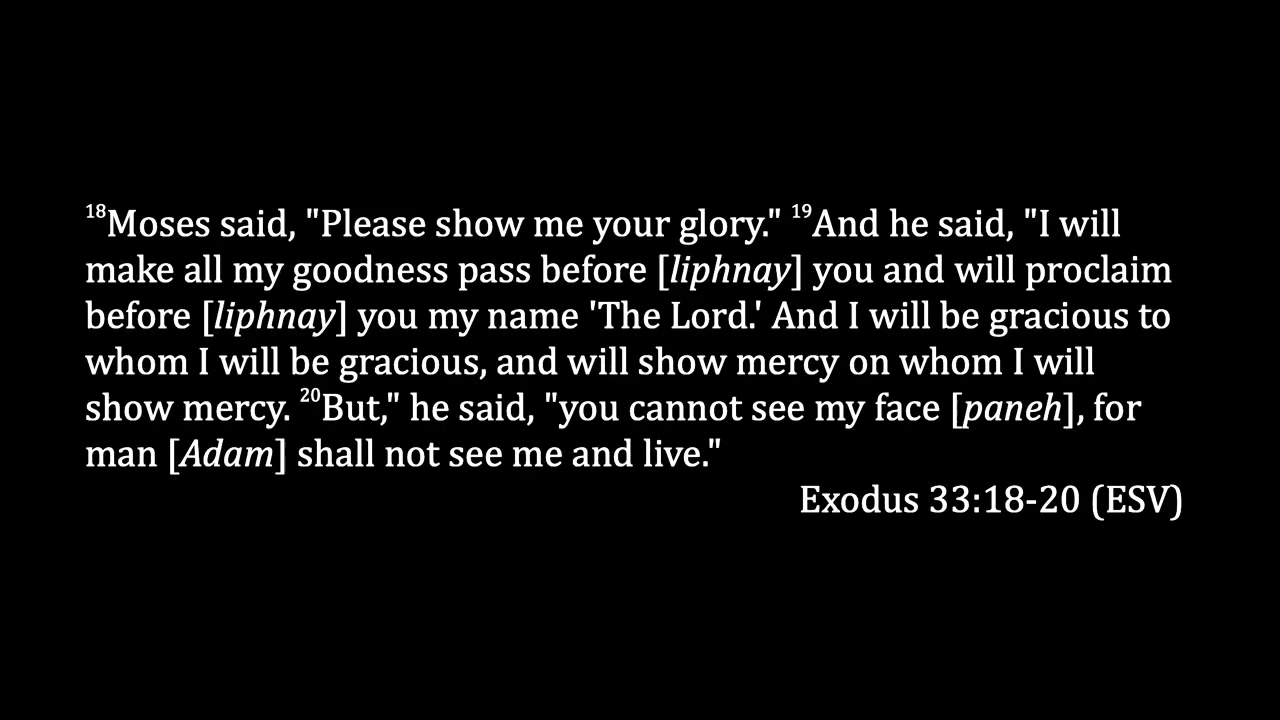 18Moses said, "Please show me your glory." 19And he said, "I will
make all my goodness pass before [liphnay] you and will proclaim
before [liphnay] you my name 'The Lord.' And I will be gracious to
whom I will be gracious, and will show mercy on whom I will
show mercy. 20But," he said, "you cannot see my face [paneh], for
man [Adam] shall not see me and live."
Exodus 33:18-20 (ESV)